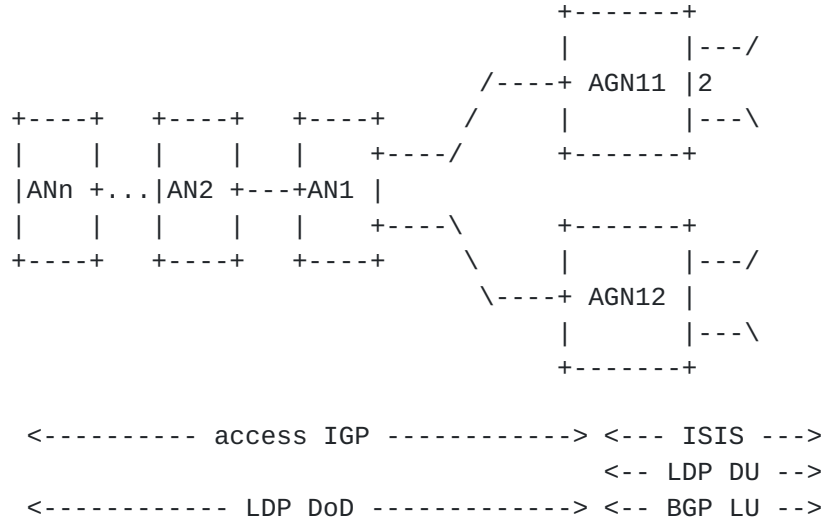 AGN11 2
ANn ... AN2 AN1
AGN12
<---------- access IGP ------------> <--- ISIS --->
<-- LDP DU -->
<------------ LDP DoD -------------> <-- BGP LU -->